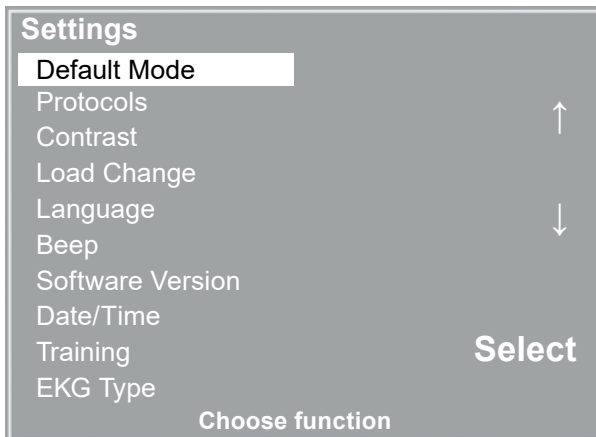 Settings
Default Mode
Protocols
↑
Contrast
Load Change
Language
↓
Beep
Software Version
Date/Time
Training
Select
EKG Type
Choose function